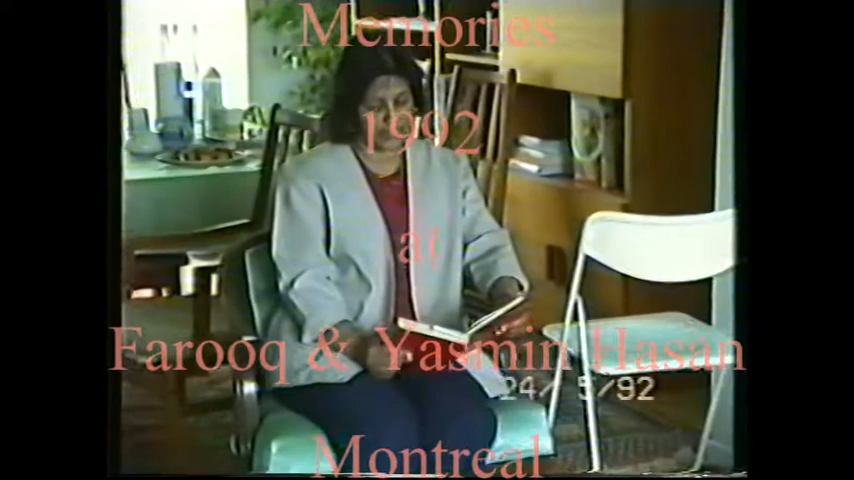 Memories
1992
at
Farooq & Yasmin Hasan
24/ 5/92
Montreal